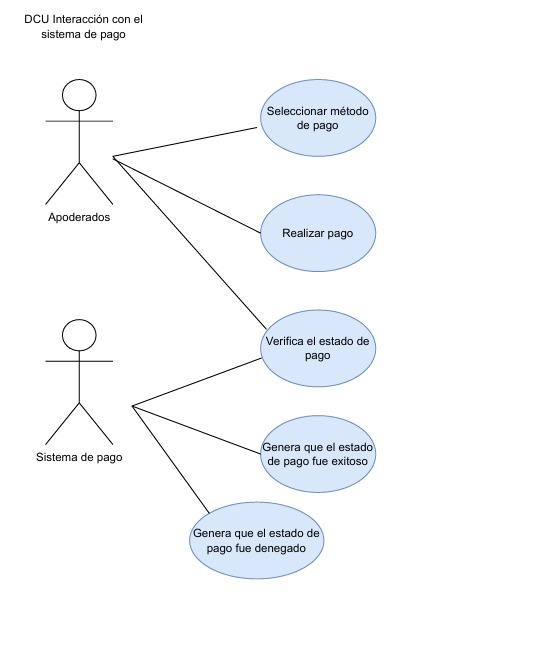 DCU Interacción con el
sistema de pago
Seleccionar método
de pago
Apoderados
Realizar pago
Verifica el estado de
pago
Sistema de pago
Genera que el estado
de pago fue exitoso
Genera que el estado de
pago fue denegado